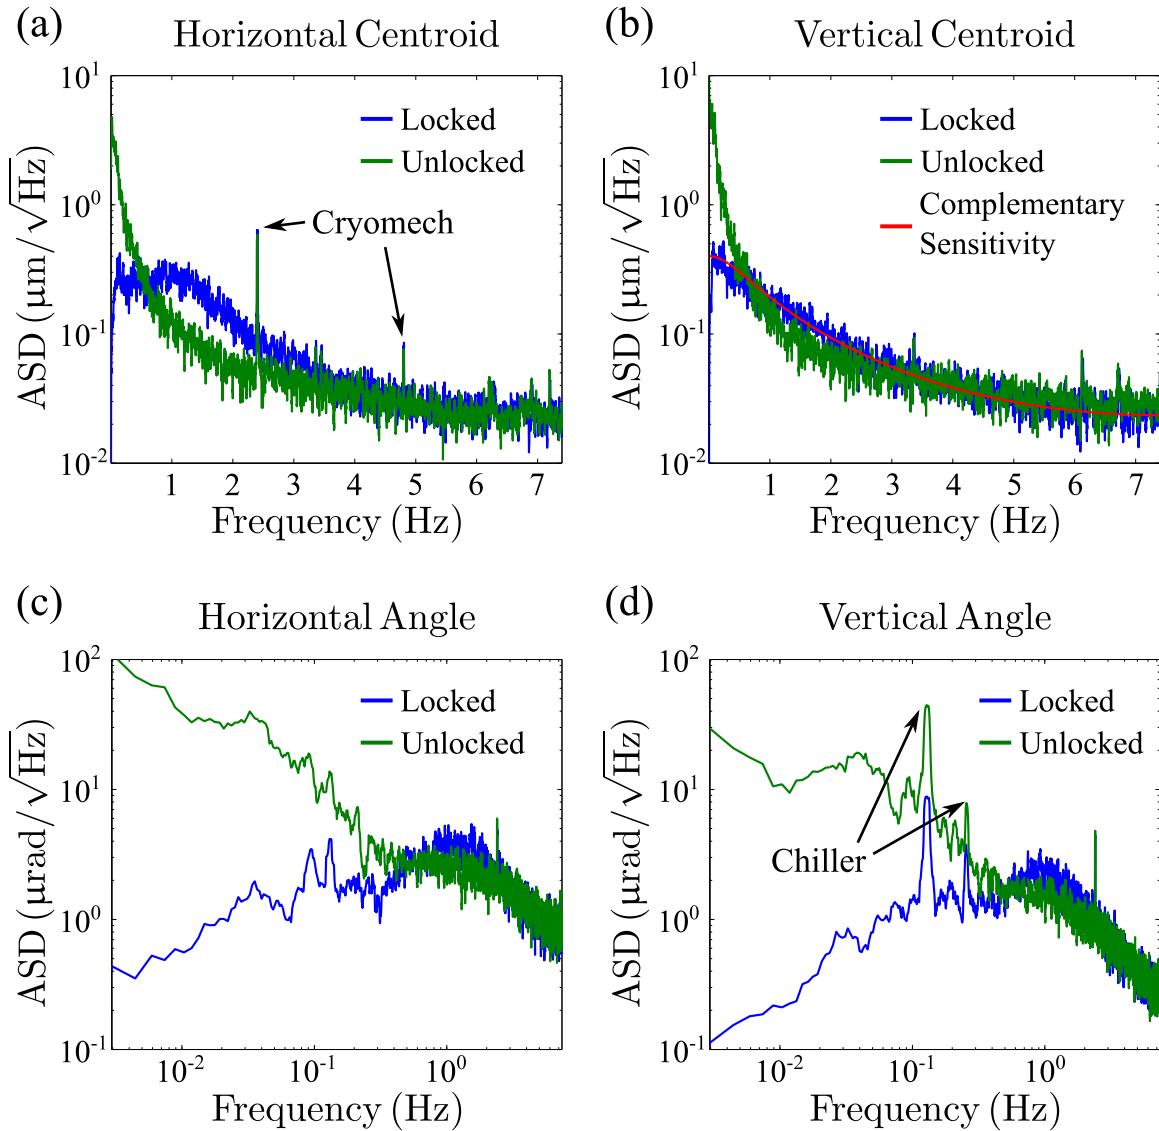 (a)
Horizontal Centroid
ASD (µm/√Hz)
10^1
10^0
10^-1
10^-2
Locked
Unlocked
Cryomech
1 2 3 4 5 6 7
Frequency (Hz)
(b)
Vertical Centroid
ASD (µm/√Hz)
10^1
10^0
10^-1
10^-2
Locked
Unlocked
Complementary
Sensitivity
1 2 3 4 5 6 7
Frequency (Hz)
(c)
Horizontal Angle
ASD (µrad/√Hz)
10^2
10^1
10^0
10^-1
Locked
Unlocked
10^-2 10^-1 10^0
Frequency (Hz)
(d)
Vertical Angle
ASD (µrad/√Hz)
10^2
10^1
10^0
10^-1
Locked
Unlocked
Chiller
10^-2 10^-1 10^0
Frequency (Hz)